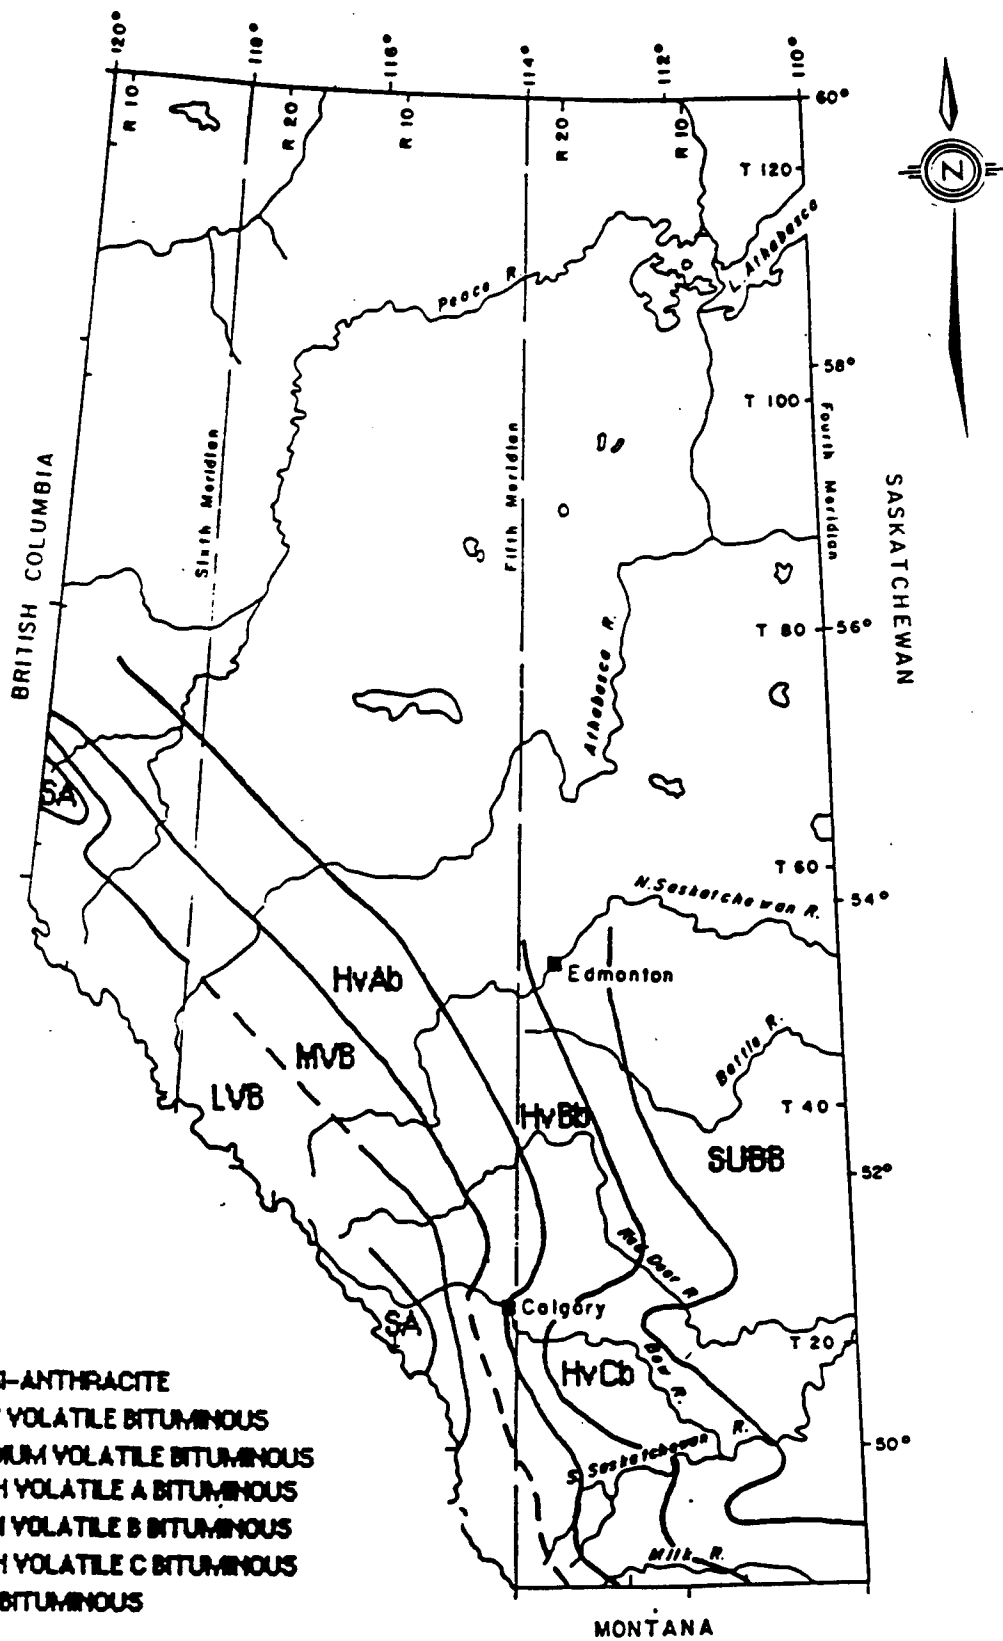 120°
118°
116°
114°
112°
110°
R 10
R 20
R 10
R 20
R 10
60°
T 120
N
L. Athabasca
Peace R.
58°
T 100
Fourth Meridian
Sixth Meridian
Fifth Meridian
BRITISH COLUMBIA
SASKATCHEWAN
T 80
56°
Athabasca R.
SA
T 60
54°
N. Saskatchewan R.
HvAb
Edmonton
MVB
LVB
Battle R.
T 40
HvBb
SUBB
52°
Red Deer R
SA
Calgary
T 20
HvCb
Bow R.
50°
S. Saskatchewan R.
Milk R.
MONTANA
I-ANTHRACITE
VOLATILE BITUMINOUS
DIUM VOLATILE BITUMINOUS
H VOLATILE A BITUMINOUS
H VOLATILE B BITUMINOUS
H VOLATILE C BITUMINOUS
BITUMINOUS